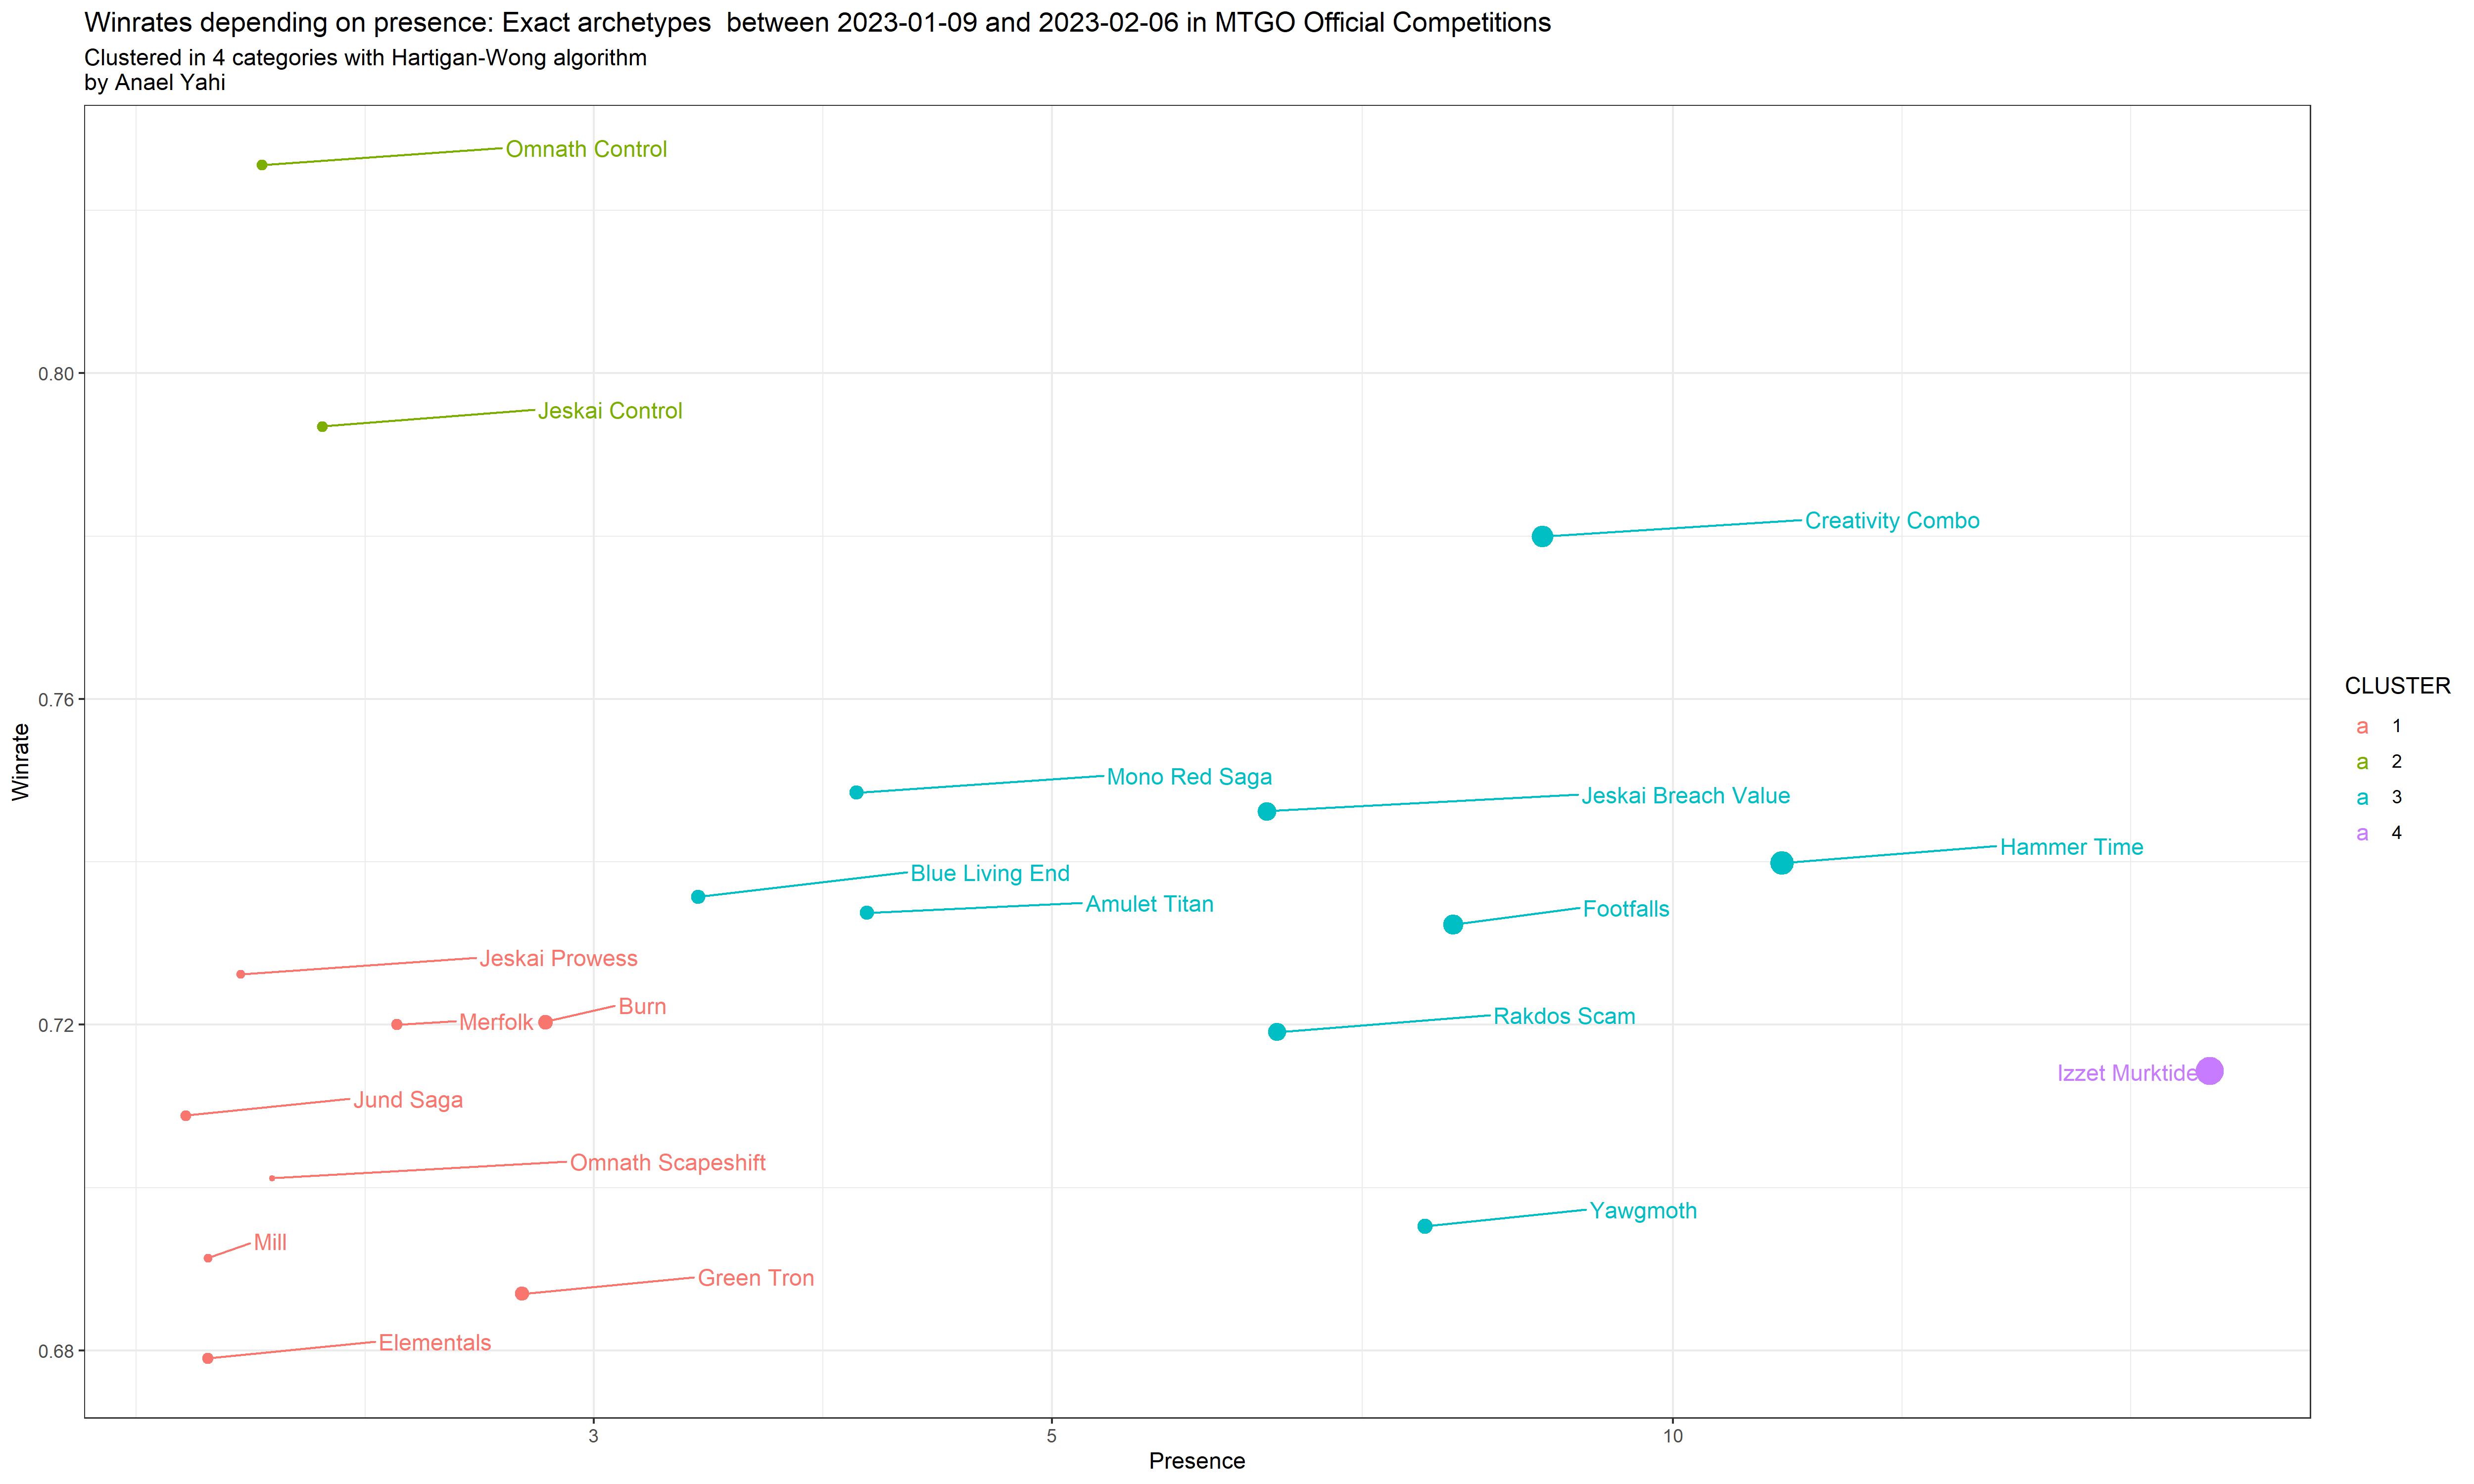 Winrates depending on presence: Exact archetypes  between 2023-01-09 and 2023-02-06 in MTGO Official Competitions
Clustered in 4 categories with Hartigan-Wong algorithm
by Anael Yahi
Omnath Control
0.80
Jeskai Control
Creativity Combo
0.76
Winrate
Mono Red Saga
Jeskai Breach Value
Hammer Time
Blue Living End
Amulet Titan
Footfalls
Jeskai Prowess
Burn
Merfolk
0.72
Rakdos Scam
Izzet Murktide
Jund Saga
Omnath Scapeshift
Yawgmoth
Mill
Green Tron
Elementals
0.68
3
5
10
Presence
CLUSTER
a 1
a 2
a 3
a 4